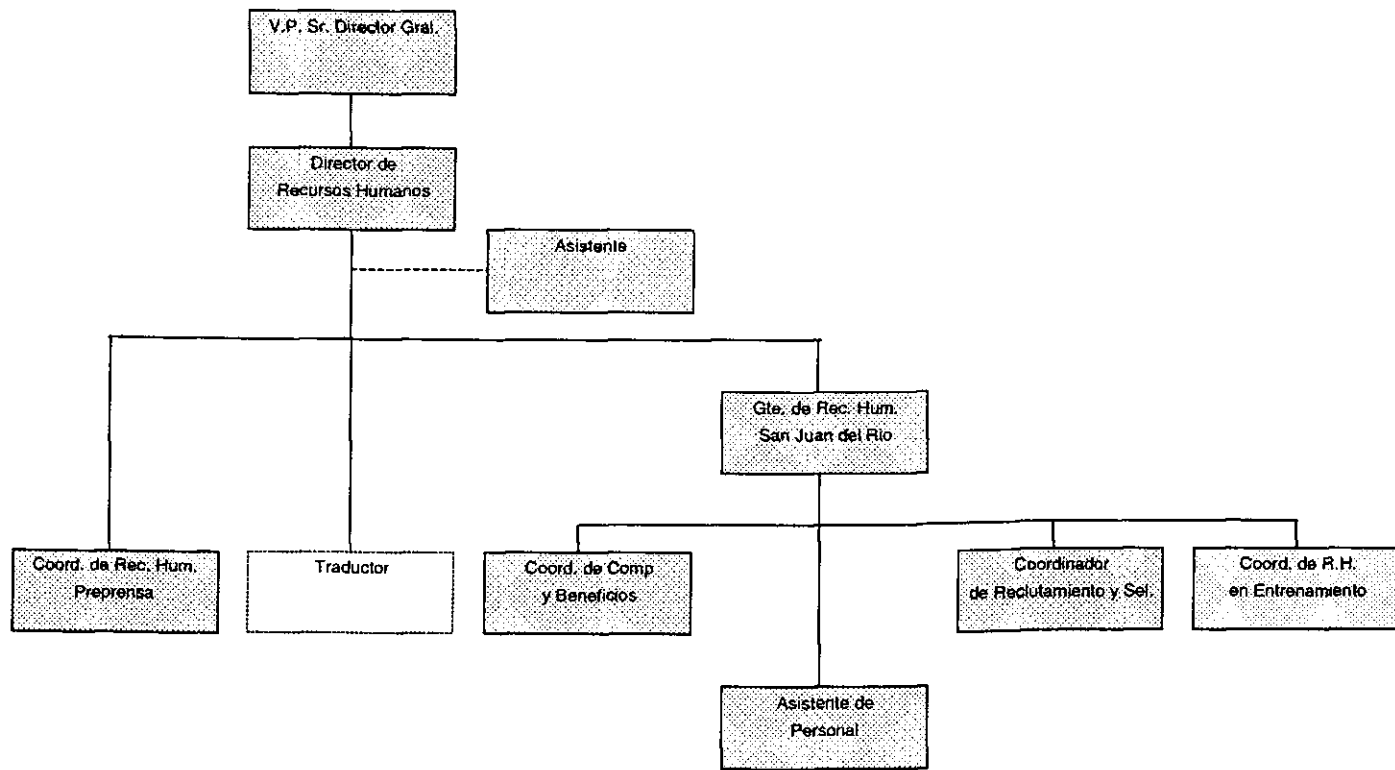 V.P. Sr. Director Gral.
Director de
Recursos Humanos
Asistente
Gte. de Rec. Hum.
San Juan del Rio
Coord. de Rec. Hum.
Preprensa
Traductor
Coord. de Comp
y Beneficios
Coordinador
de Reclutamiento y Sel.
Coord. de R.H.
en Entrenamiento
Asistente de
Personal